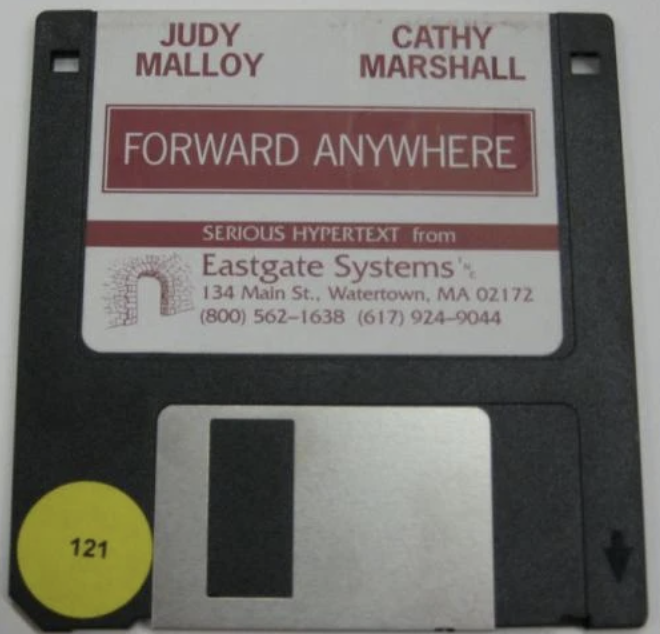 JUDY MALLOY
CATHY MARSHALL
FORWARD ANYWHERE
SERIOUS HYPERTEXT from
Eastgate Systems Inc
134 Main St., Watertown, MA 02172
(800) 562–1638 (617) 924–9044
121